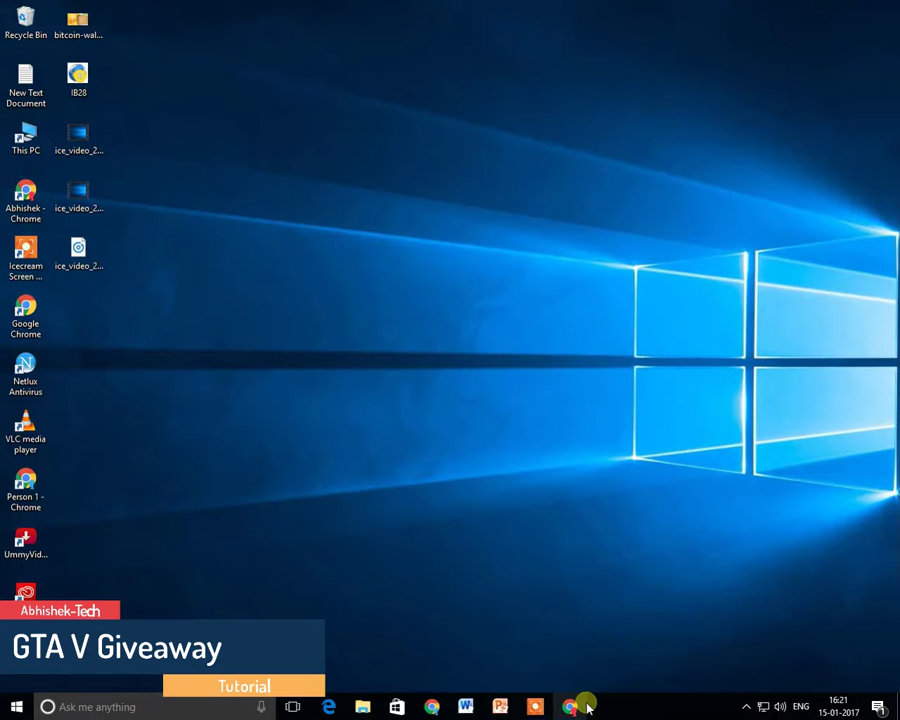 Recycle Bin
bitcoin-wal...
New Text
Document
IB28
This PC
ice_video_2...
Abhishek -
Chrome
ice_video_2...
Icecream
Screen ...
ice_video_2...
Google
Chrome
Netlux
Antivirus
VLC media
player
Person 1 -
Chrome
UmmyVid...
Abhishek-Tech
GTA V Giveaway
Tutorial
Ask me anything
ENG
16:21
15-01-2017
1